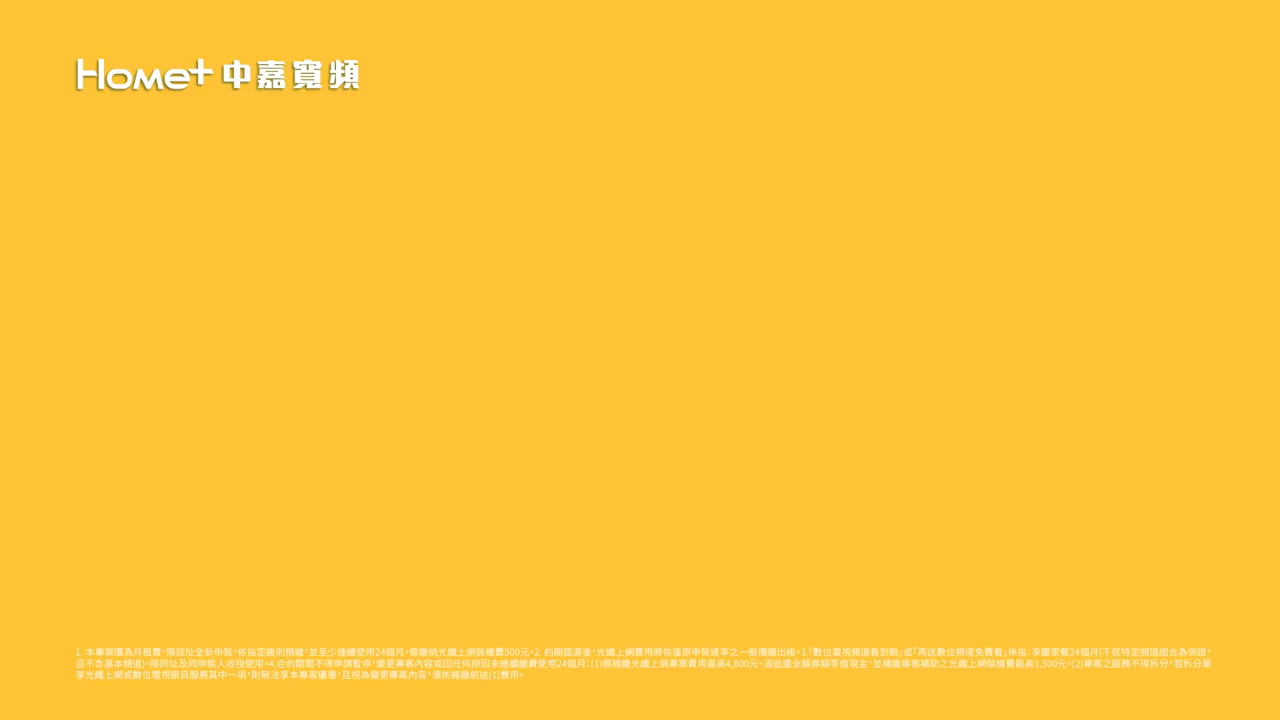 Home+ 中嘉寬頻
1. 本專案價為月租費,限該址全新申裝,依指定繳別預繳,並至少連續使用24個月。需繳納光纖上網裝機費500元。2. 約期屆滿後,光纖上網費用將恢復原申裝速率之一般價購出帳。3.「數位電視頻道看到飽」或「再送數位頻道免費看」係指:享闔家餐24個月(不就特定頻道組合為保證,
且不含基本頻道)。限同址及同申裝人收視使用。4.合約期間不得申請暫停,變更專案內容或因任何原因未連續繳費使用24個月:(1)需補繳光纖上網專案費用最高4,800元、須返還全額券類等值現金,並補繳專案補助之光纖上網裝機費最高1,500元。(2)專案之服務不得拆分,若拆分單
享光纖上網或數位電視節目服務其中一項,則無法享本專案優惠,且視為變更專案內容,須依補繳前述(1)費用。